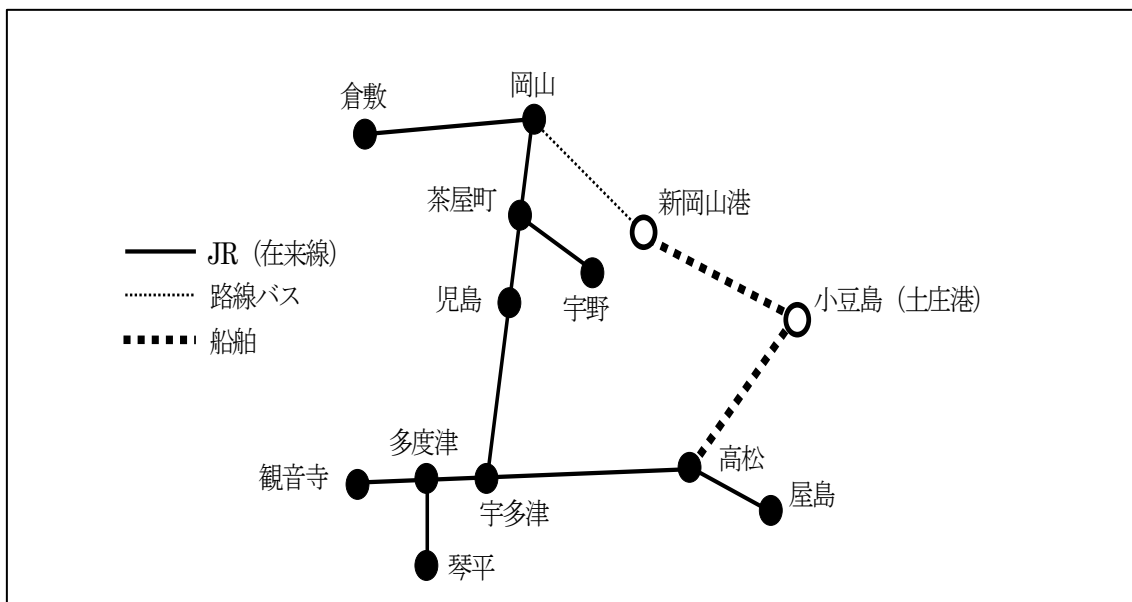 岡山
倉敷
茶屋町
新岡山港
JR（在来線）
路線バス
船舶
児島
宇野
小豆島（土庄港）
多度津
高松
観音寺
宇多津
屋島
琴平